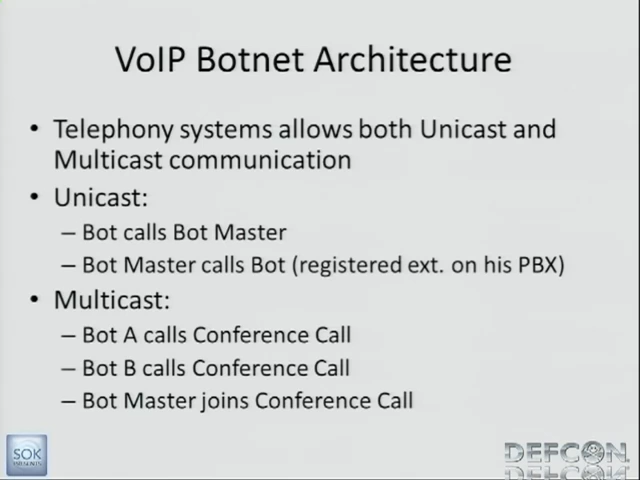 VoIP Botnet Architecture
• Telephony systems allows both Unicast and
Multicast communication
• Unicast:
– Bot calls Bot Master
– Bot Master calls Bot (registered ext. on his PBX)
• Multicast:
– Bot A calls Conference Call
– Bot B calls Conference Call
– Bot Master joins Conference Call
SOK
PRESENTS
DEFCON